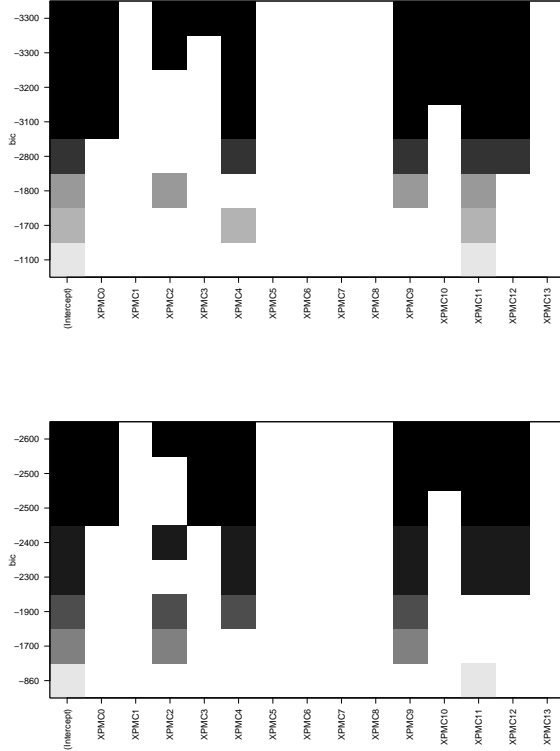 −3300
−3300
−3200
−3100
−2800
−1800
−1700
−1100
bic
(Intercept)
XPMC0
XPMC1
XPMC2
XPMC3
XPMC4
XPMC5
XPMC6
XPMC7
XPMC8
XPMC9
XPMC10
XPMC11
XPMC12
XPMC13
−2600
−2500
−2500
−2400
−2300
−1900
−1700
−860
bic
(Intercept)
XPMC0
XPMC1
XPMC2
XPMC3
XPMC4
XPMC5
XPMC6
XPMC7
XPMC8
XPMC9
XPMC10
XPMC11
XPMC12
XPMC13